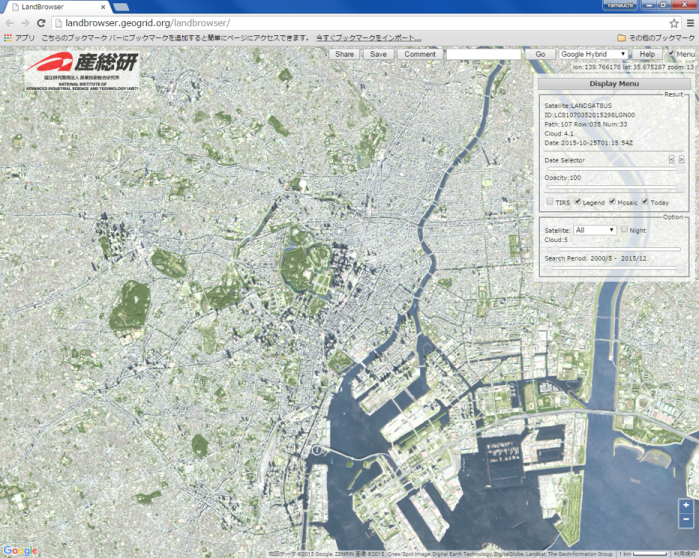 LandBrowser
Yamauchi
landbrowser.geogrid.org/landbrowser/
アプリ こちらのブックマーク バーにブックマークを追加すると簡単にページにアクセスできます。 今すぐブックマークをインポート... その他のブックマーク
Share Save Comment Go Google Hybrid Help Menu
lon:139.766178 lat:35.675287 zoom:13
産総研
国立研究開発法人 産業技術総合研究所
NATIONAL INSTITUTE OF
ADVANCED INDUSTRIAL SCIENCE AND TECHNOLOGY (AIST)
Display Menu
Result
Satellite:LANDSAT8US
ID:LC81070352015298LGN00
Path:107 Row:035 Num:33
Cloud 4.1
Date:2015-10-25T01:15:54Z
Date Selector < >
Opacity:100
TIRS Legend Mosaic Today
Option
Satellite: All Night
Cloud:5
Search Period: 2000/5 - 2015/12
+
−
Google
地図データ ©2015 Google, ZENRIN 画像 ©2015 , Cnes/Spot Image, Digital Earth Technology, DigitalGlobe, Landsat, The GeoInformation Group 1 km 利用規約